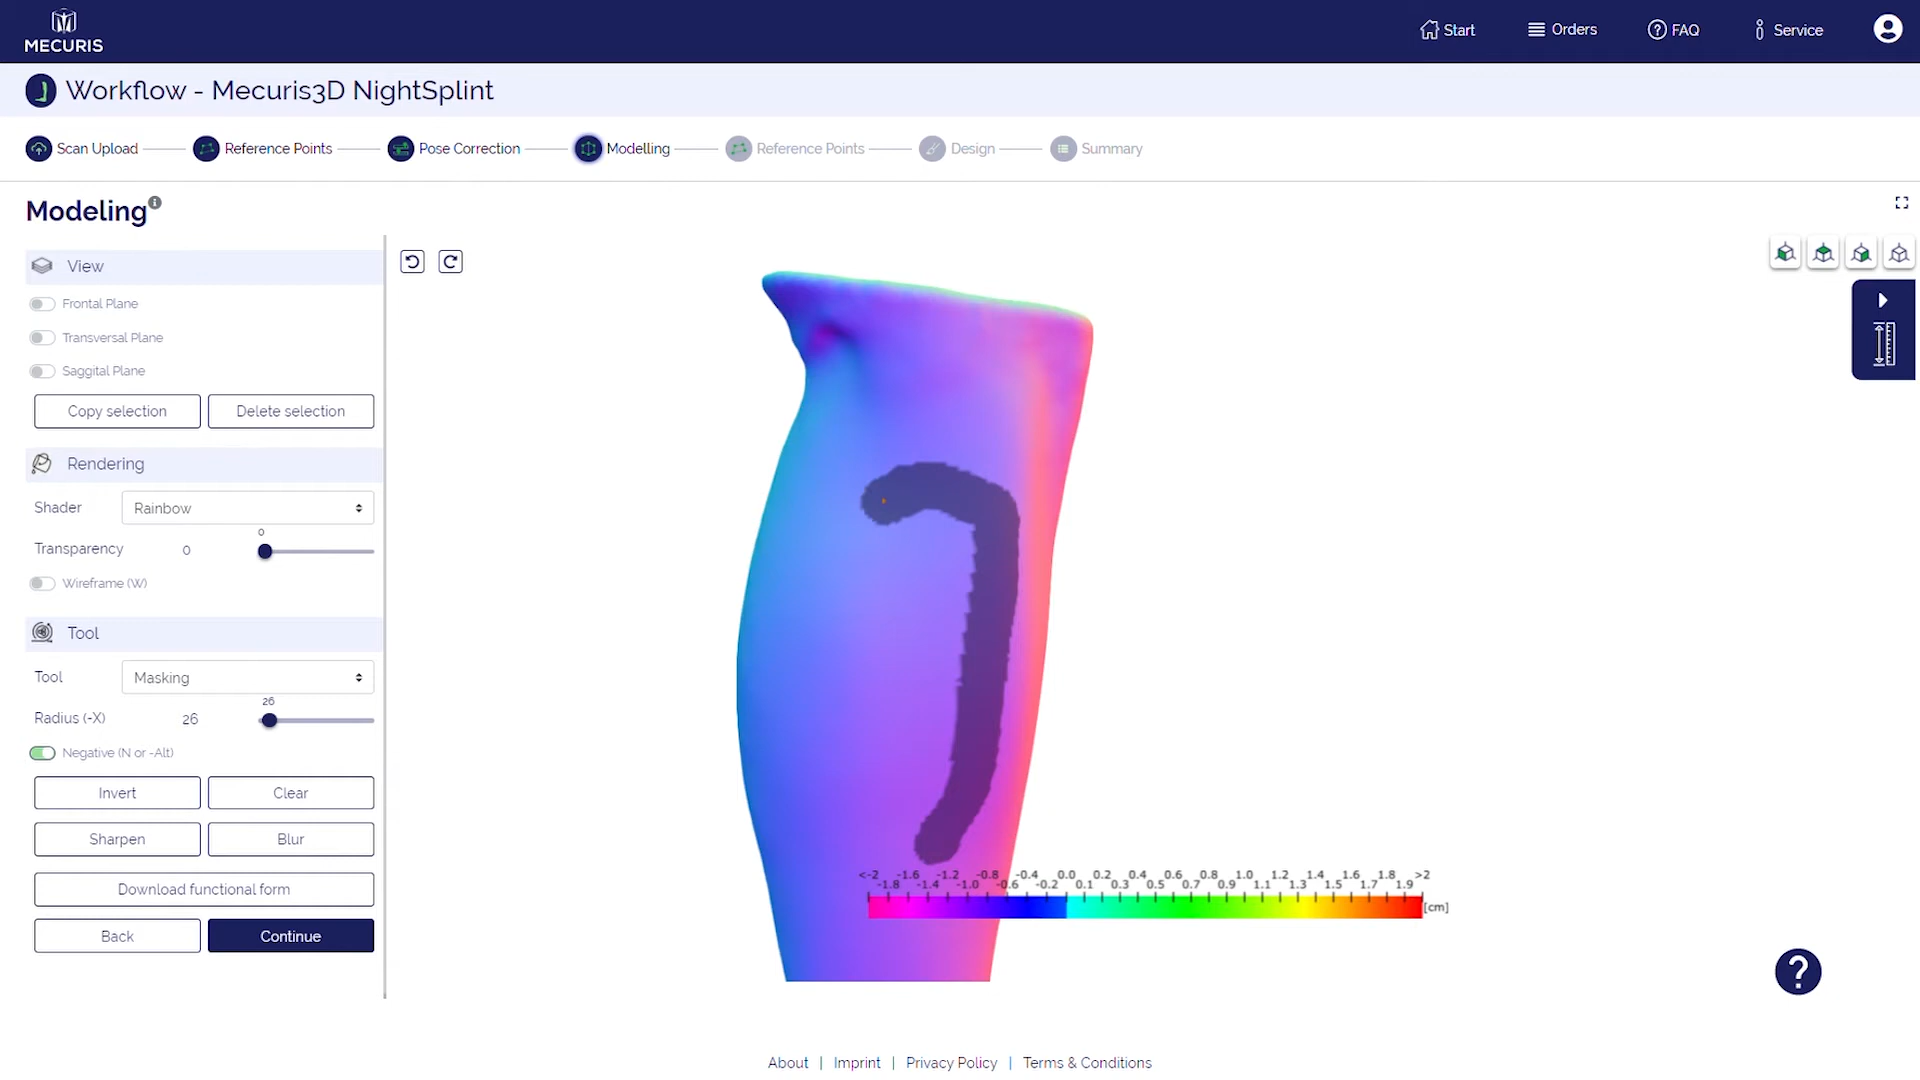 MECURIS
Start
Orders
FAQ
Service
Workflow - Mecuris3D NightSplint
Scan Upload
Reference Points
Pose Correction
Modelling
Reference Points
Design
Summary
Modeling
View
Frontal Plane
Transversal Plane
Saggital Plane
Copy selection
Delete selection
Rendering
Shader
Rainbow
0
Transparency
0
Wireframe (W)
Tool
Tool
Masking
26
Radius (-X)
26
Negative (N or -Alt)
Invert
Clear
Sharpen
Blur
Download functional form
Back
Continue
<-2 -1.6 -1.2 -0.8 -0.4 0.0 0.2 0.4 0.6 0.8 1.0 1.2 1.4 1.6 1.8 >2
-1.8 -1.4 -1.0 -0.6 -0.2 0.1 0.3 0.5 0.7 0.9 1.1 1.3 1.5 1.7 1.9
[cm]
?
About | Imprint | Privacy Policy | Terms & Conditions